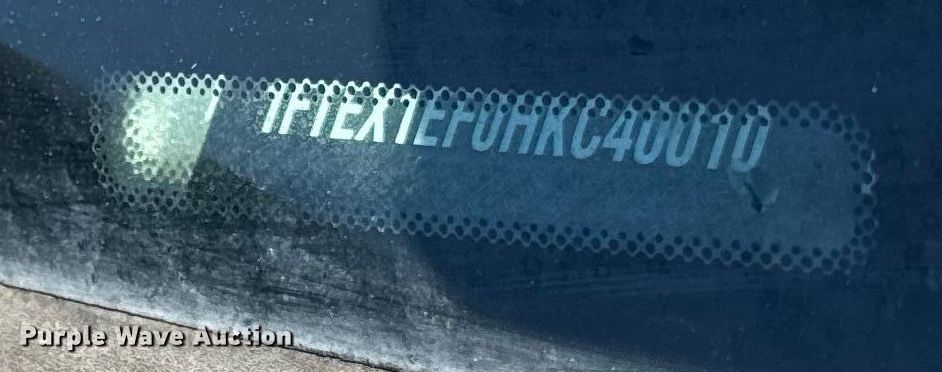 1FTEX1EF0HKC40010
Purple Wave Auction